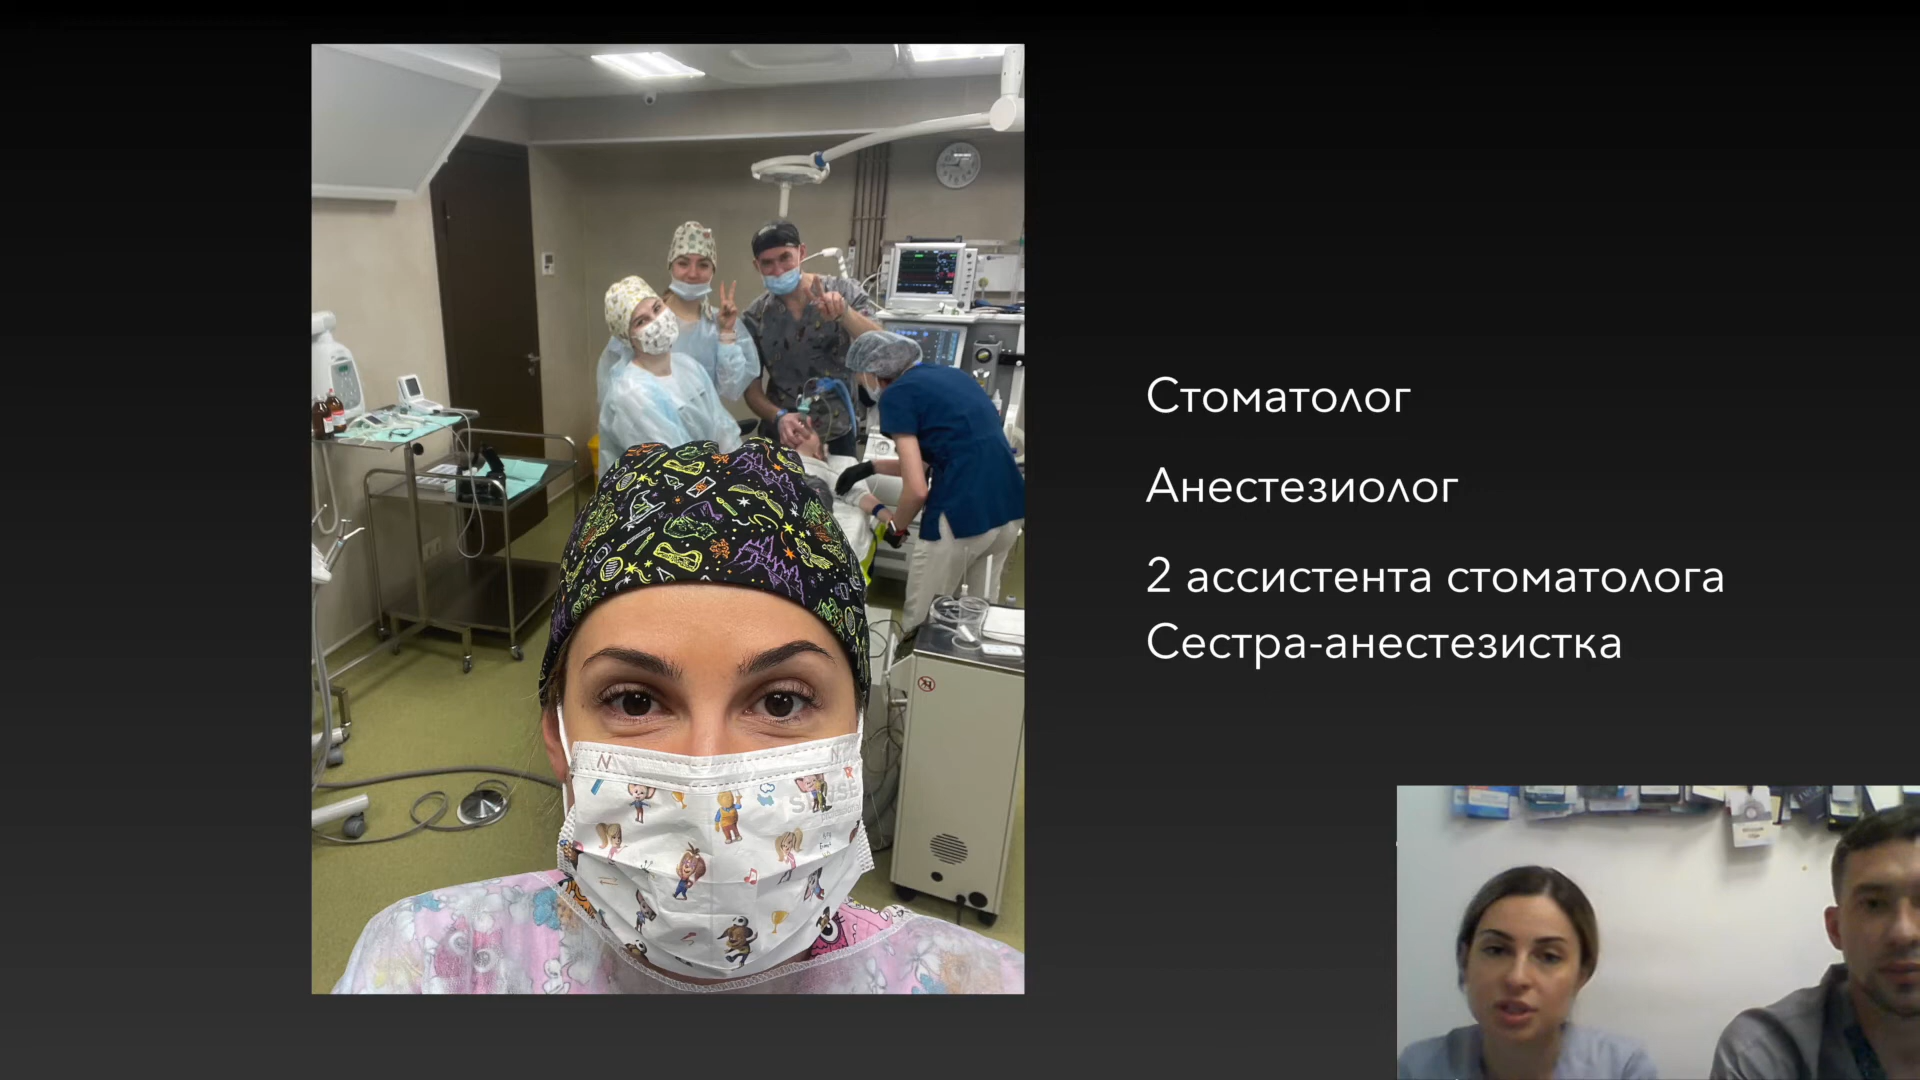 Стоматолог
Анестезиолог
2 ассистента стоматолога
Сестра-анестезистка